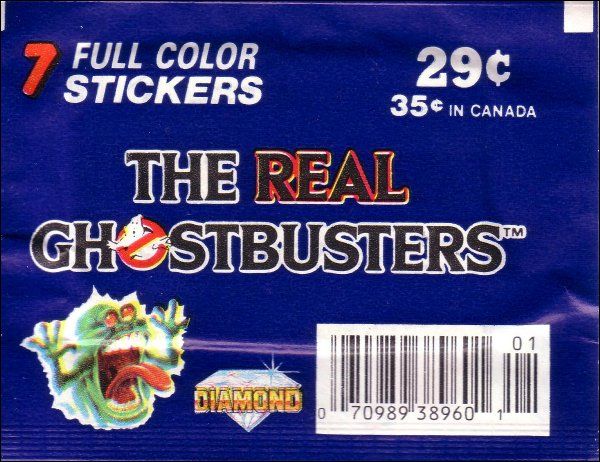 7 FULL COLOR
STICKERS
29¢
35¢ IN CANADA
THE REAL
GHOSTBUSTERS™
DIAMOND
01
0 70989 38960 1